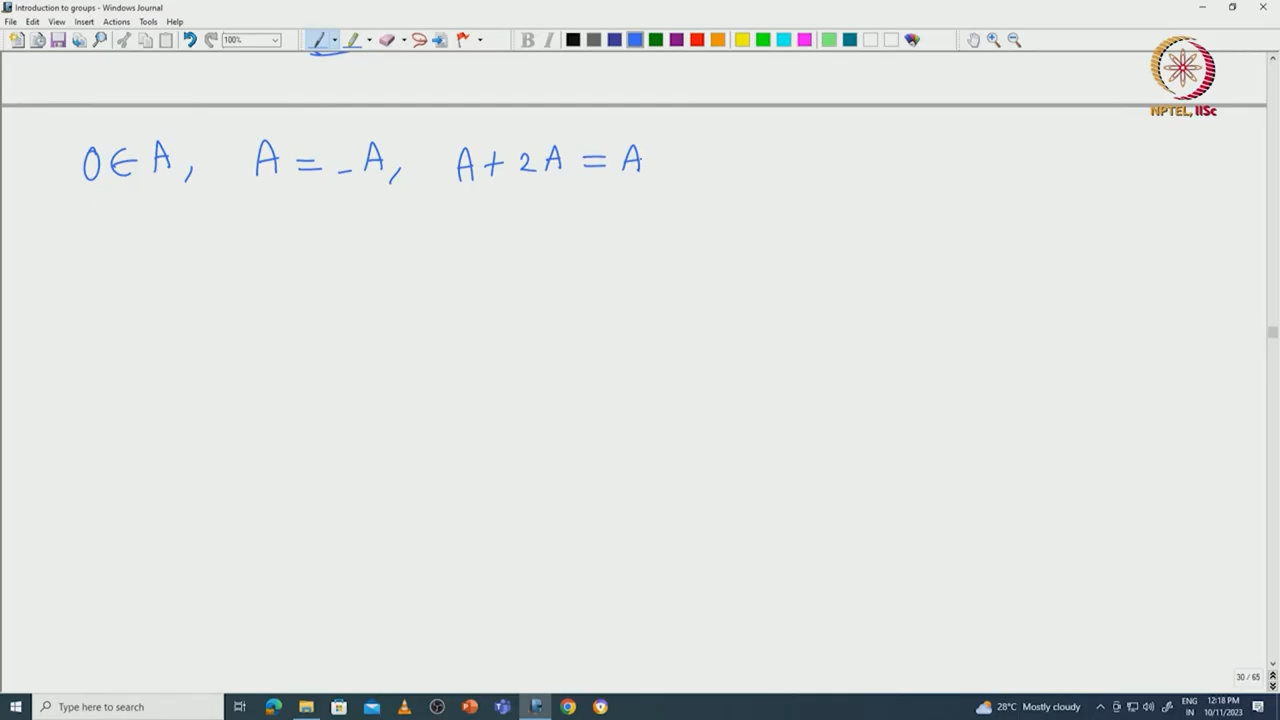 Introduction to groups - Windows Journal
File Edit View Insert Actions Tools Help
100%
NPTEL, IISc
0 ∈ A, A = -A, A + 2A = A
30 / 65
Type here to search
28°C Mostly cloudy
ENG
IN
12:18 PM
10/11/2023